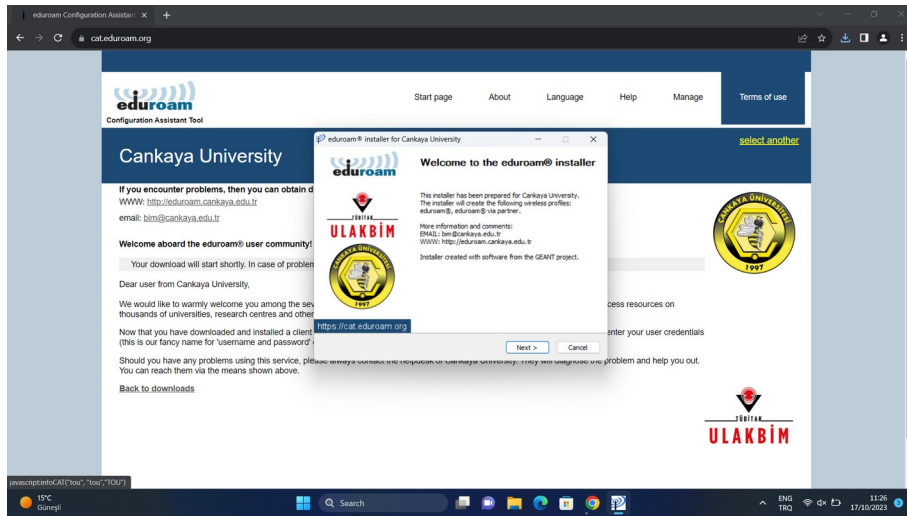 eduroam Configuration Assistant
cat.eduroam.org
eduroam
Configuration Assistant Tool
Start page
About
Language
Help
Manage
Terms of use
Cankaya University
select another
If you encounter problems, then you can obtain d
WWW: http://eduroam.cankaya.edu.tr
email: bim@cankaya.edu.tr
Welcome aboard the eduroam® user community!
Your download will start shortly. In case of problem
Dear user from Cankaya University,
We would like to warmly welcome you among the sev
cess resources on
thousands of universities, research centres and other
Now that you have downloaded and installed a client
enter your user credentials
(this is our fancy name for 'username and password'
Should you have any problems using this service, please always contact the helpdesk of Cankaya University. They will diagnose the problem and help you out.
You can reach them via the means shown above.
Back to downloads
eduroam® installer for Cankaya University
eduroam
TÜBİTAK
ULAKBİM
ÇANKAYA ÜNİVERSİTESİ
1997
https://cat.eduroam.org
Welcome to the eduroam® installer
This installer has been prepared for Cankaya University.
The installer will create the following wireless profiles:
eduroam®, eduroam® via partner.
More information and comments:
EMAIL: bim@cankaya.edu.tr
WWW: http://eduroam.cankaya.edu.tr
Installer created with software from the GEANT project.
Next >
Cancel
ÇANKAYA ÜNİVERSİTESİ
1997
TÜBİTAK
ULAKBİM
javascript:infoCAT("tou", "tou","TOU")
15°C
Güneşli
Search
ENG
TRQ
11:26
17/10/2023
3